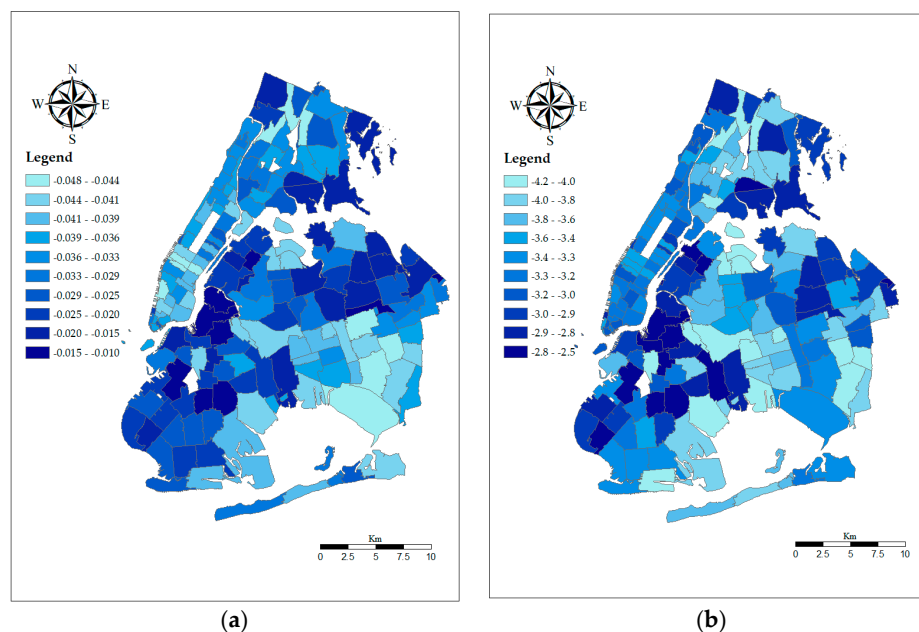 N
W E
S
Legend
-0.048 - -0.044
-0.044 - -0.041
-0.041 - -0.039
-0.039 - -0.036
-0.036 - -0.033
-0.033 - -0.029
-0.029 - -0.025
-0.025 - -0.020
-0.020 - -0.015
-0.015 - -0.010
Km
0 2.5 5 7.5 10
(a)
N
W E
S
Legend
-4.2 - -4.0
-4.0 - -3.8
-3.8 - -3.6
-3.6 - -3.4
-3.4 - -3.3
-3.3 - -3.2
-3.2 - -3.0
-3.0 - -2.9
-2.9 - -2.8
-2.8 - -2.5
Km
0 2.5 5 7.5 10
(b)